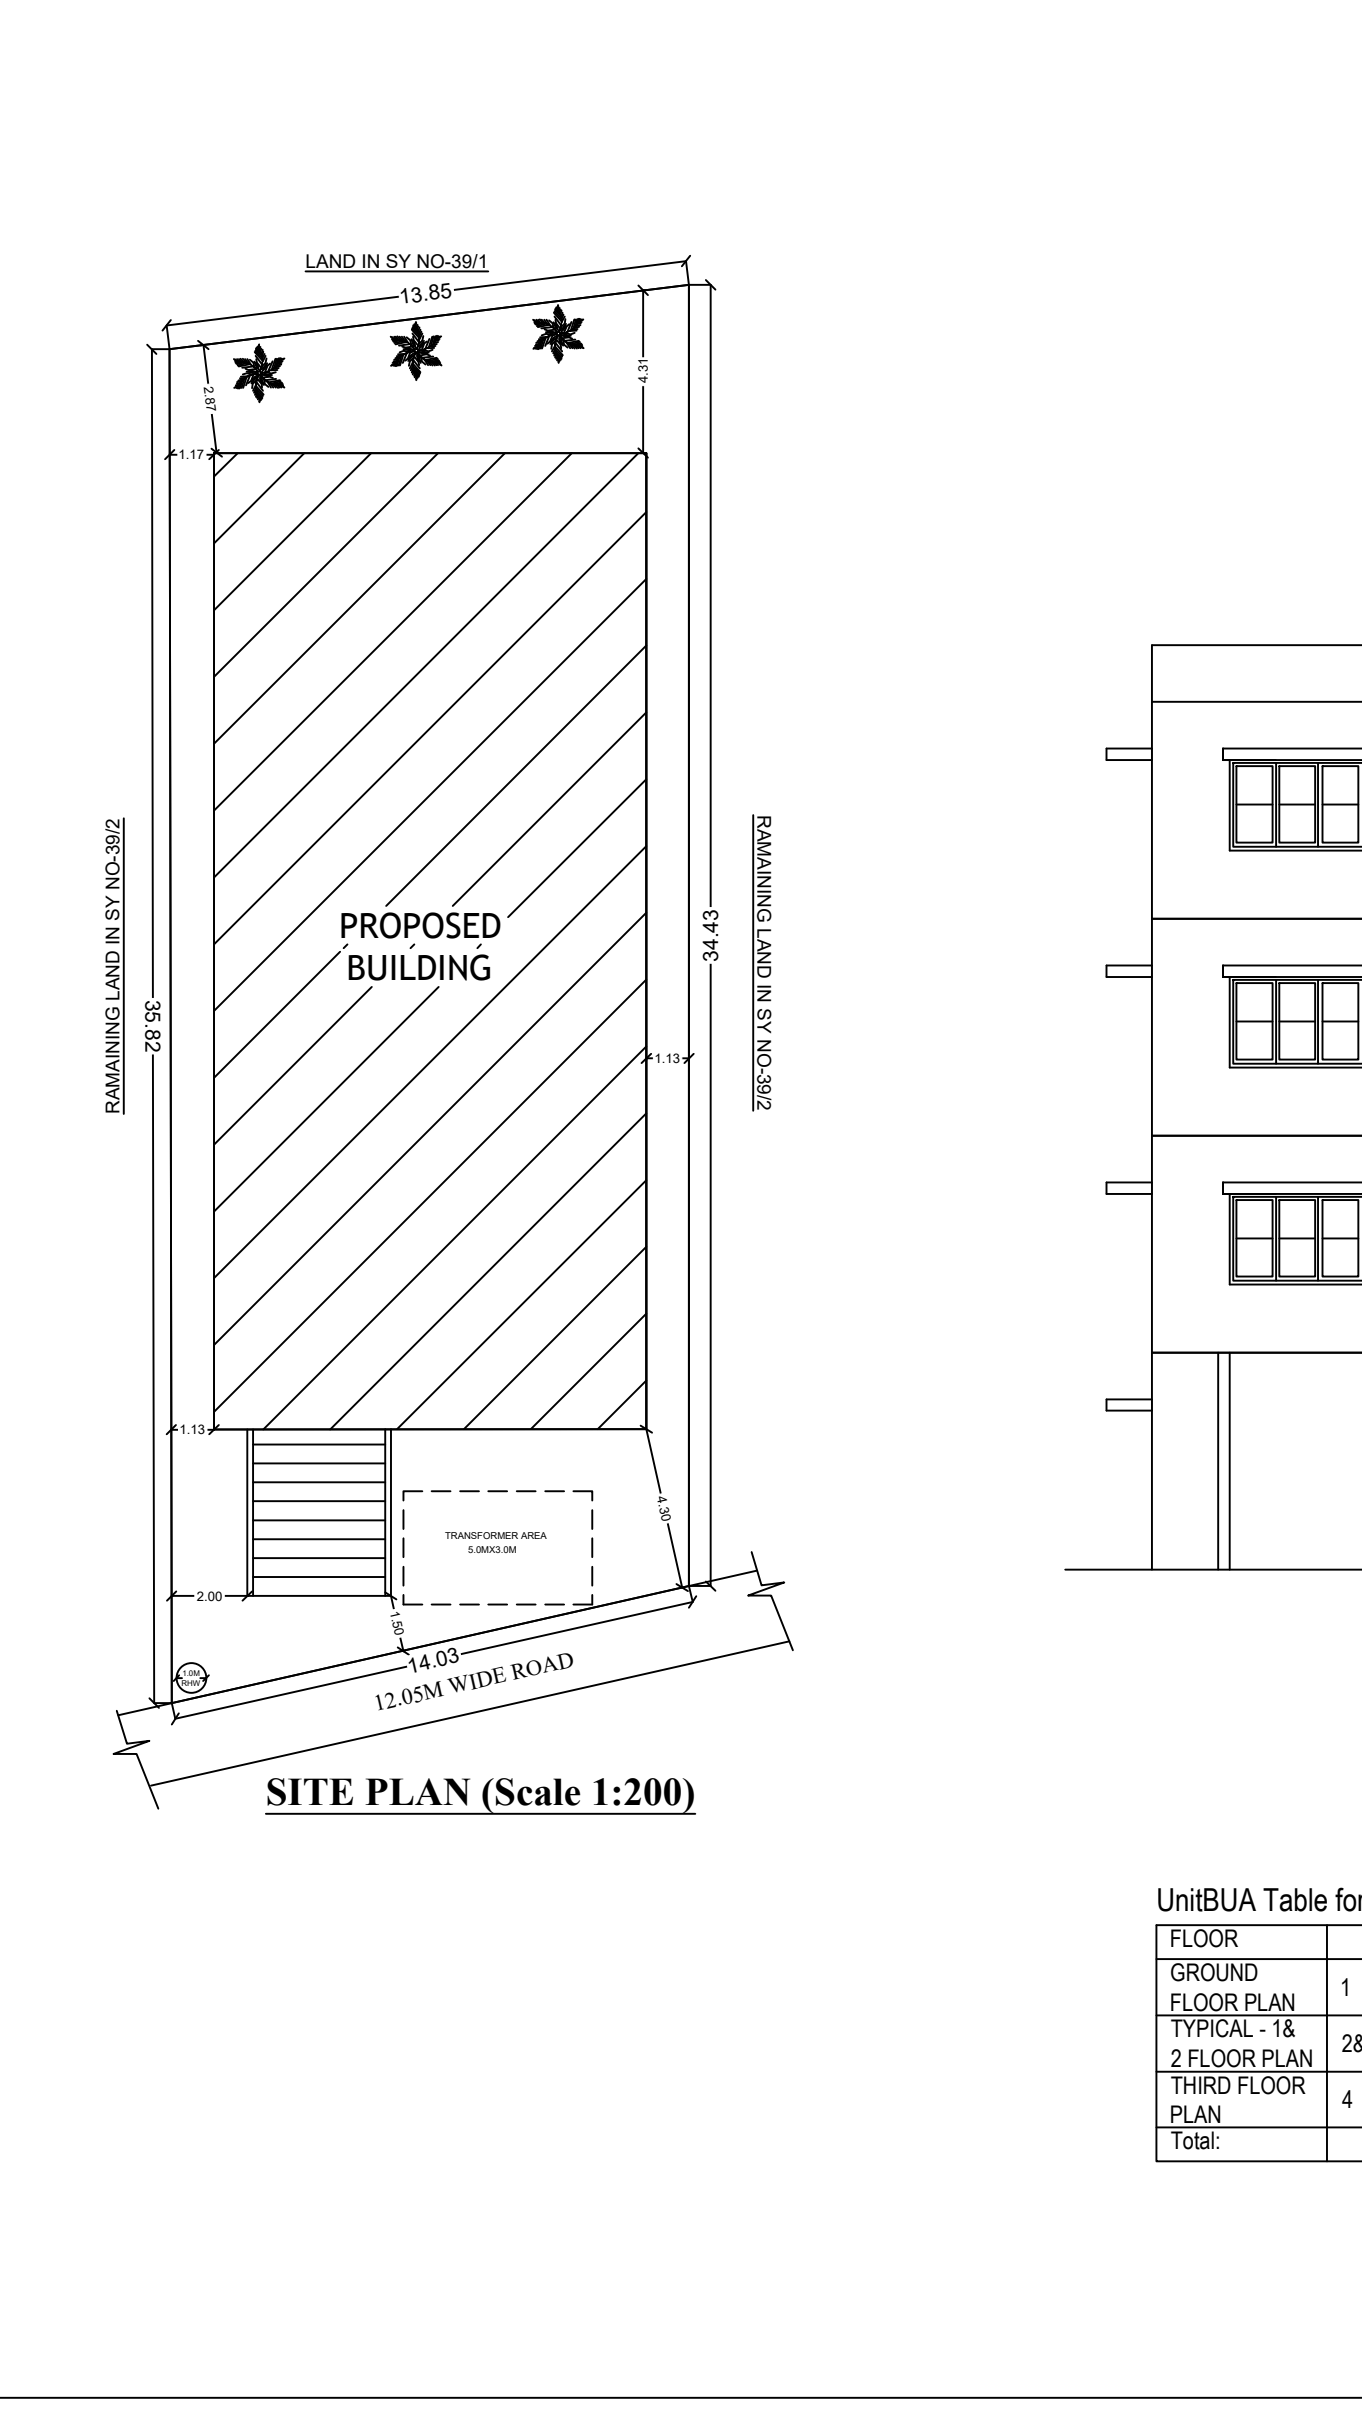 LAND IN SY NO-39/1
13.85
2.87
4.31
1.17
RAMAINING LAND IN SY NO-39/2
35.82
PROPOSED
BUILDING
34.43
RAMAINING LAND IN SY NO-39/2
1.13
1.13
4.30
TRANSFORMER AREA
5.0MX3.0M
2.00
1.50
1.0M
RHW
14.03
12.05M WIDE ROAD
SITE PLAN (Scale 1:200)
UnitBUA Table for
FLOOR
GROUND
FLOOR PLAN
1
TYPICAL - 1&
2 FLOOR PLAN
2&
THIRD FLOOR
PLAN
4
Total: